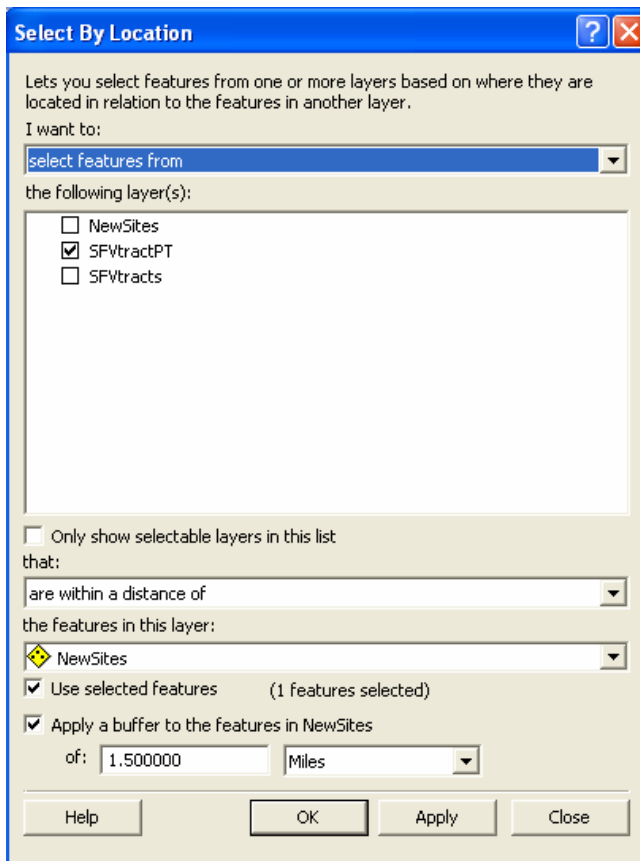 Select By Location
Lets you select features from one or more layers based on where they are
located in relation to the features in another layer.
I want to:
select features from
the following layer(s):
NewSites
SFVtractPT
SFVtracts
Only show selectable layers in this list
that:
are within a distance of
the features in this layer:
NewSites
Use selected features (1 features selected)
Apply a buffer to the features in NewSites
of: 1.500000 Miles
Help OK Apply Close